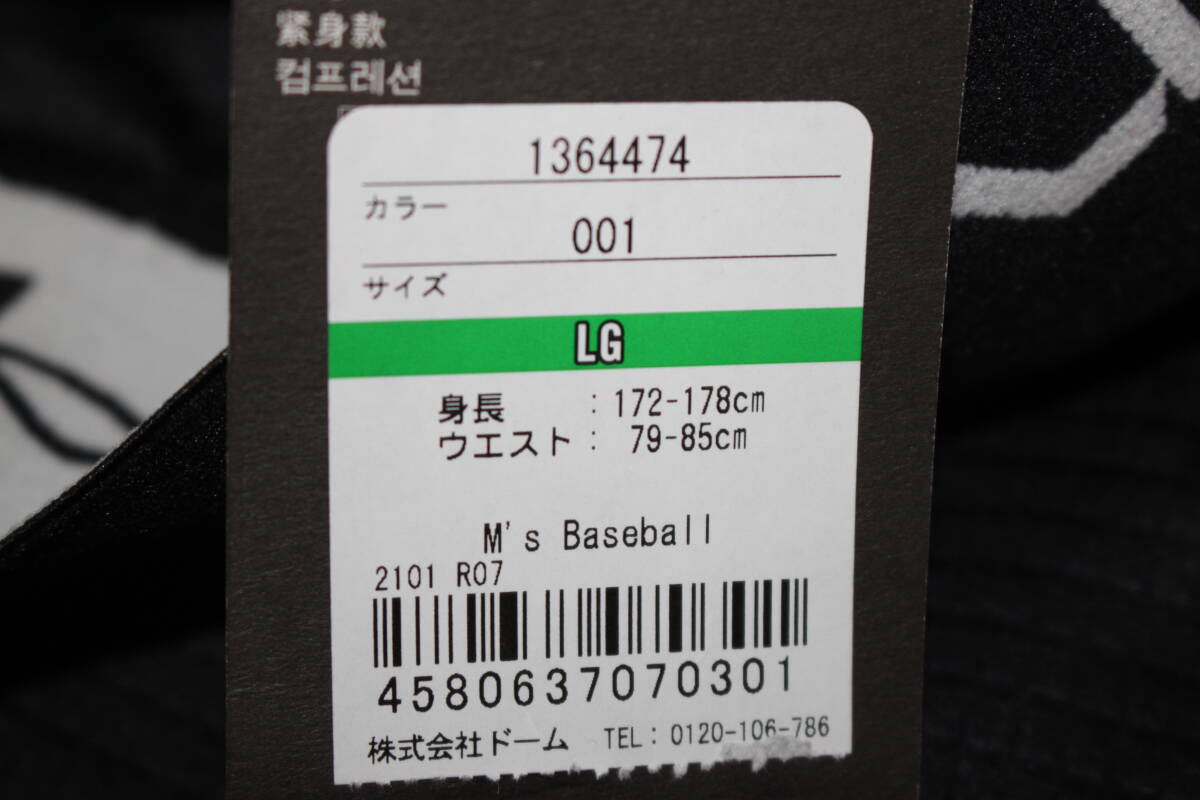 紧身款
컴프레션
1364474
カラー
001
サイズ
LG
身長 : 172-178cm
ウエスト : 79-85cm
M's Baseball
2101 R07
4580637070301
株式会社ドーム TEL : 0120-106-786